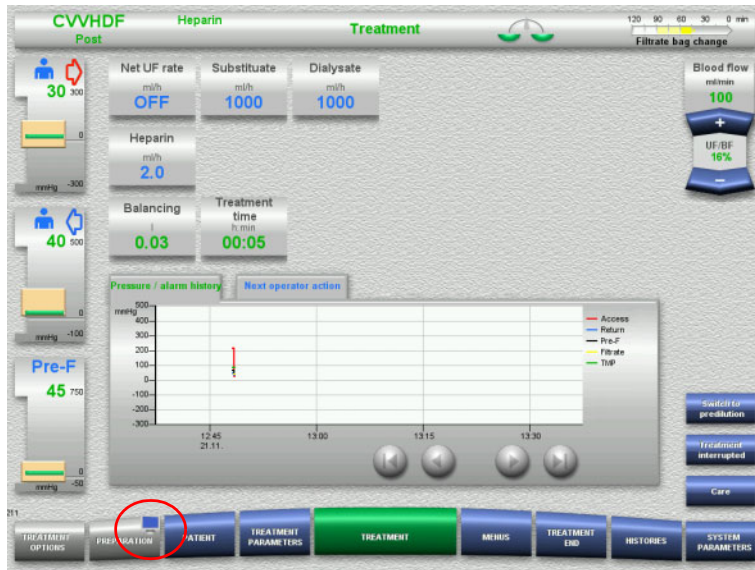 CVVHDF Heparin
Post
Treatment
120 90 60 30 0 min
Filtrate bag change
30 300
0
mmHg -300
40 500
0
mmHg -100
Pre-F
45 750
0
mmHg -50
Net UF rate
ml/h
OFF
Substituate
ml/h
1000
Dialysate
ml/h
1000
Heparin
ml/h
2.0
Balancing
l
0.03
Treatment
time
h:min
00:05
Blood flow
ml/min
100
+
UF/BF
16%
−
Pressure / alarm history
Next operator action
mmHg
500
400
300
200
100
0
-100
-200
-300
12:45
21.11.
13:00
13:15
13:30
Access
Return
Pre-F
Filtrate
TMP
Switch to
predilution
Treatment
interrupted
Care
211
TREATMENT
OPTIONS
PREPARATION
PATIENT
TREATMENT
PARAMETERS
TREATMENT
MENUS
TREATMENT
END
HISTORIES
SYSTEM
PARAMETERS